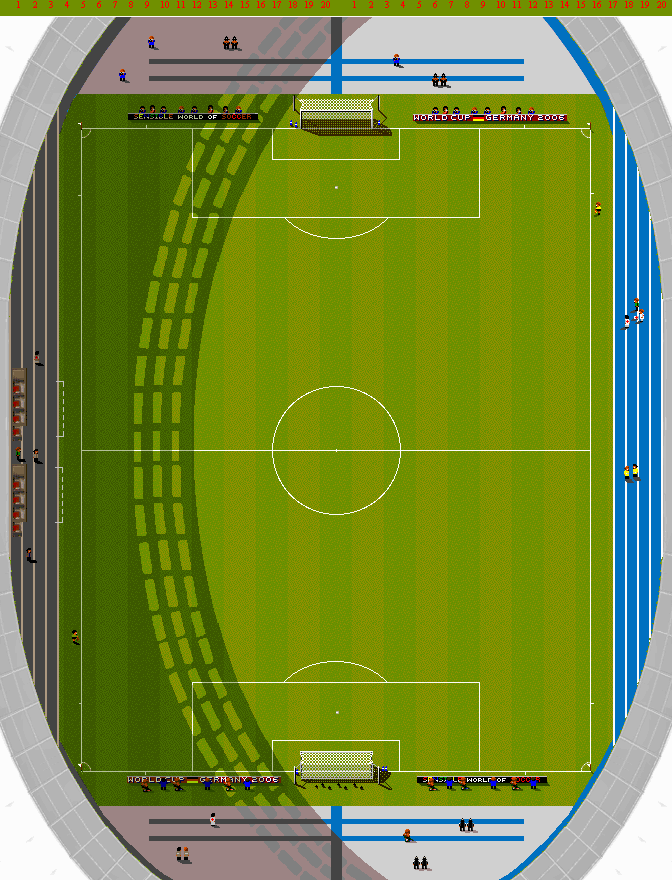 1 2 3 4 5 6 7 8 9 10 11 12 13 14 15 16 17 18 19 20 1 2 3 4 5 6 7 8 9 10 11 12 13 14 15 16 17 18 19 20
SENSIBLE WORLD OF SOCCER WORLD CUP GERMANY 2006
WORLD CUP GERMANY 2006 SENSIBLE WORLD OF SOCCER